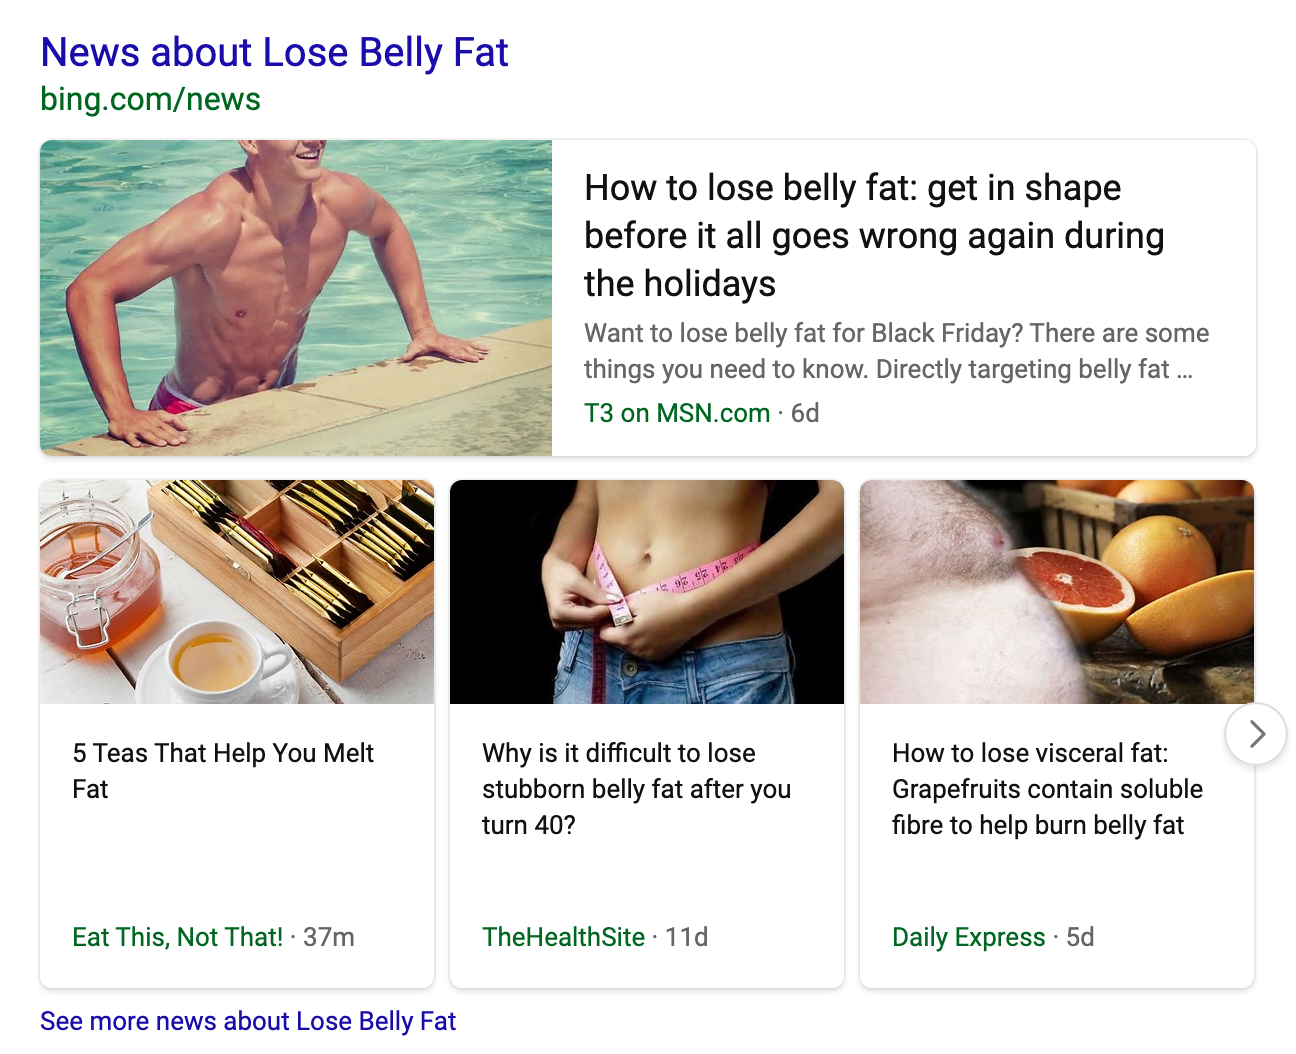 News about Lose Belly Fat
bing.com/news
How to lose belly fat: get in shape
before it all goes wrong again during
the holidays
Want to lose belly fat for Black Friday? There are some
things you need to know. Directly targeting belly fat ...
T3 on MSN.com · 6d
5 Teas That Help You Melt
Fat
Eat This, Not That! · 37m
Why is it difficult to lose
stubborn belly fat after you
turn 40?
TheHealthSite · 11d
How to lose visceral fat:
Grapefruits contain soluble
fibre to help burn belly fat
Daily Express · 5d
See more news about Lose Belly Fat